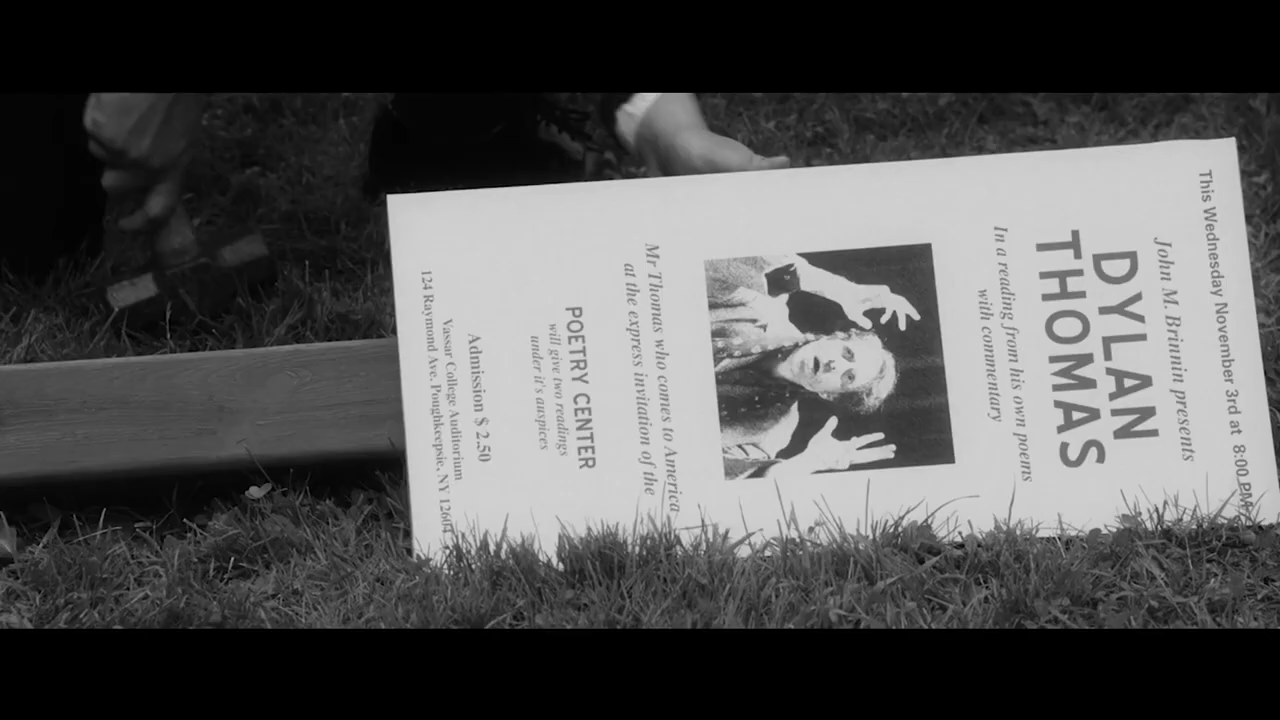 This Wednesday November 3rd at 8:00 PM
John M. Brinnin presents
DYLAN
THOMAS
In a reading from his own poems
with commentary
Mr Thomas who comes to America
at the express invitation of the
POETRY CENTER
will give two readings
under it's auspices
Admission $ 2.50
Vassar College Auditorium
124 Raymond Ave. Poughkeepsie, NY